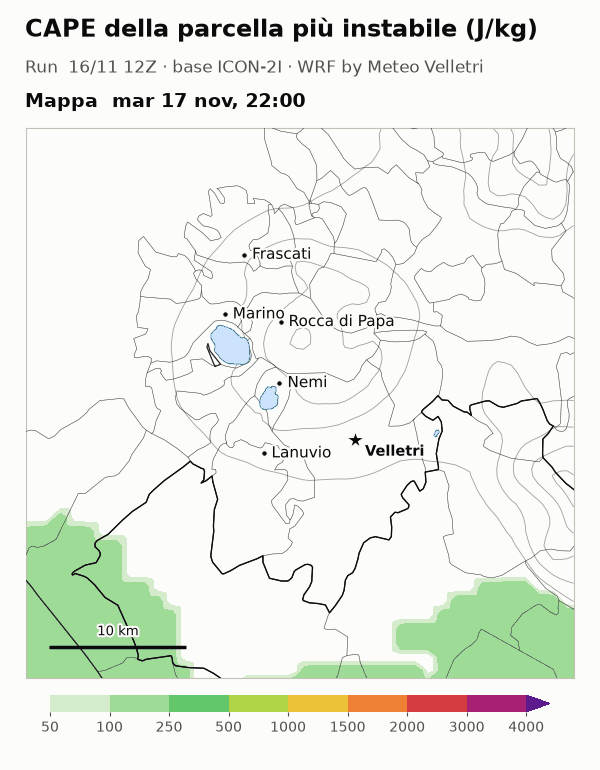 CAPE della parcella più instabile (J/kg)
Run  16/11 12Z · base ICON-2I · WRF by Meteo Velletri
Mappa  mar 17 nov, 22:00
Frascati
Marino
Rocca di Papa
Nemi
Velletri
Lanuvio
10 km
50 100 250 500 1000 1500 2000 3000 4000